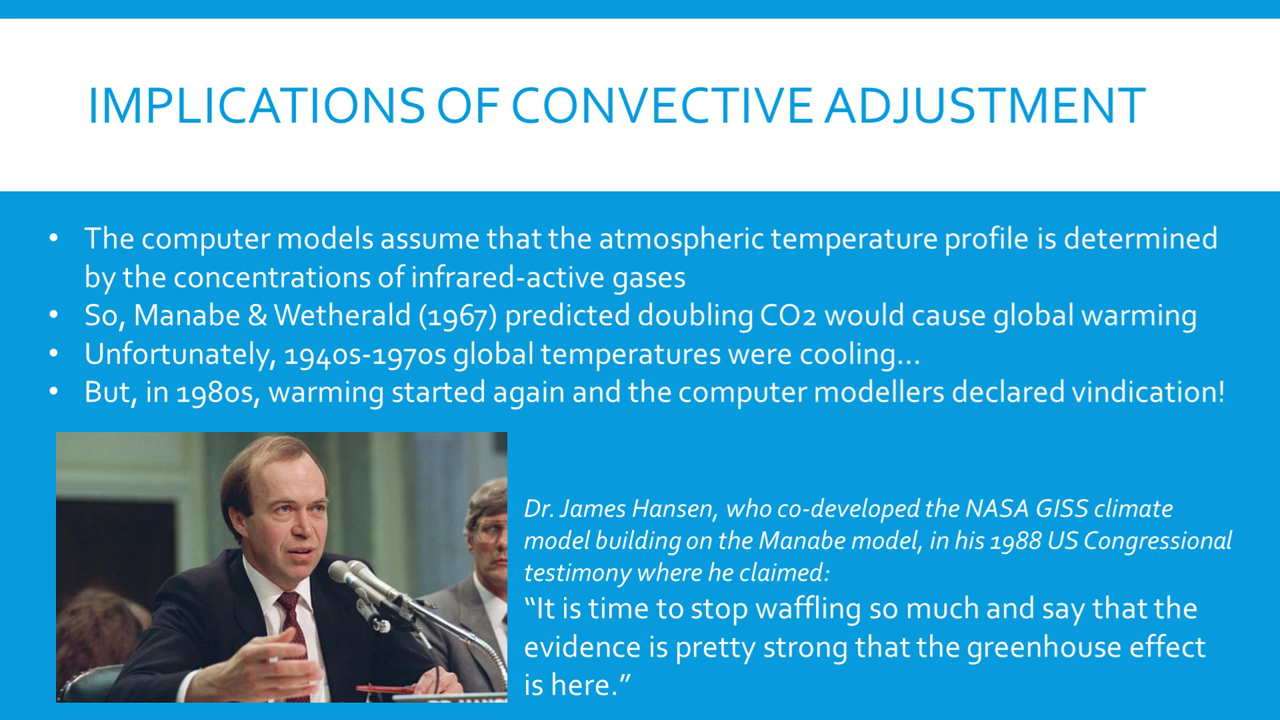 IMPLICATIONS OF CONVECTIVE ADJUSTMENT
• The computer models assume that the atmospheric temperature profile is determined
by the concentrations of infrared-active gases
• So, Manabe & Wetherald (1967) predicted doubling CO2 would cause global warming
• Unfortunately, 1940s-1970s global temperatures were cooling...
• But, in 1980s, warming started again and the computer modellers declared vindication!
Dr. James Hansen, who co-developed the NASA GISS climate
model building on the Manabe model, in his 1988 US Congressional
testimony where he claimed:
“It is time to stop waffling so much and say that the
evidence is pretty strong that the greenhouse effect
is here.”